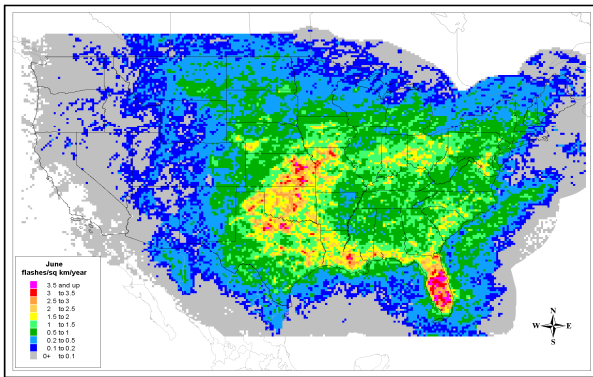 June
flashes/sq km/year
3.5 and up
3 to 3.5
2.5 to 3
2 to 2.5
1.5 to 2
1 to 1.5
0.5 to 1
0.2 to 0.5
0.1 to 0.2
0+ to 0.1
N
W E
S